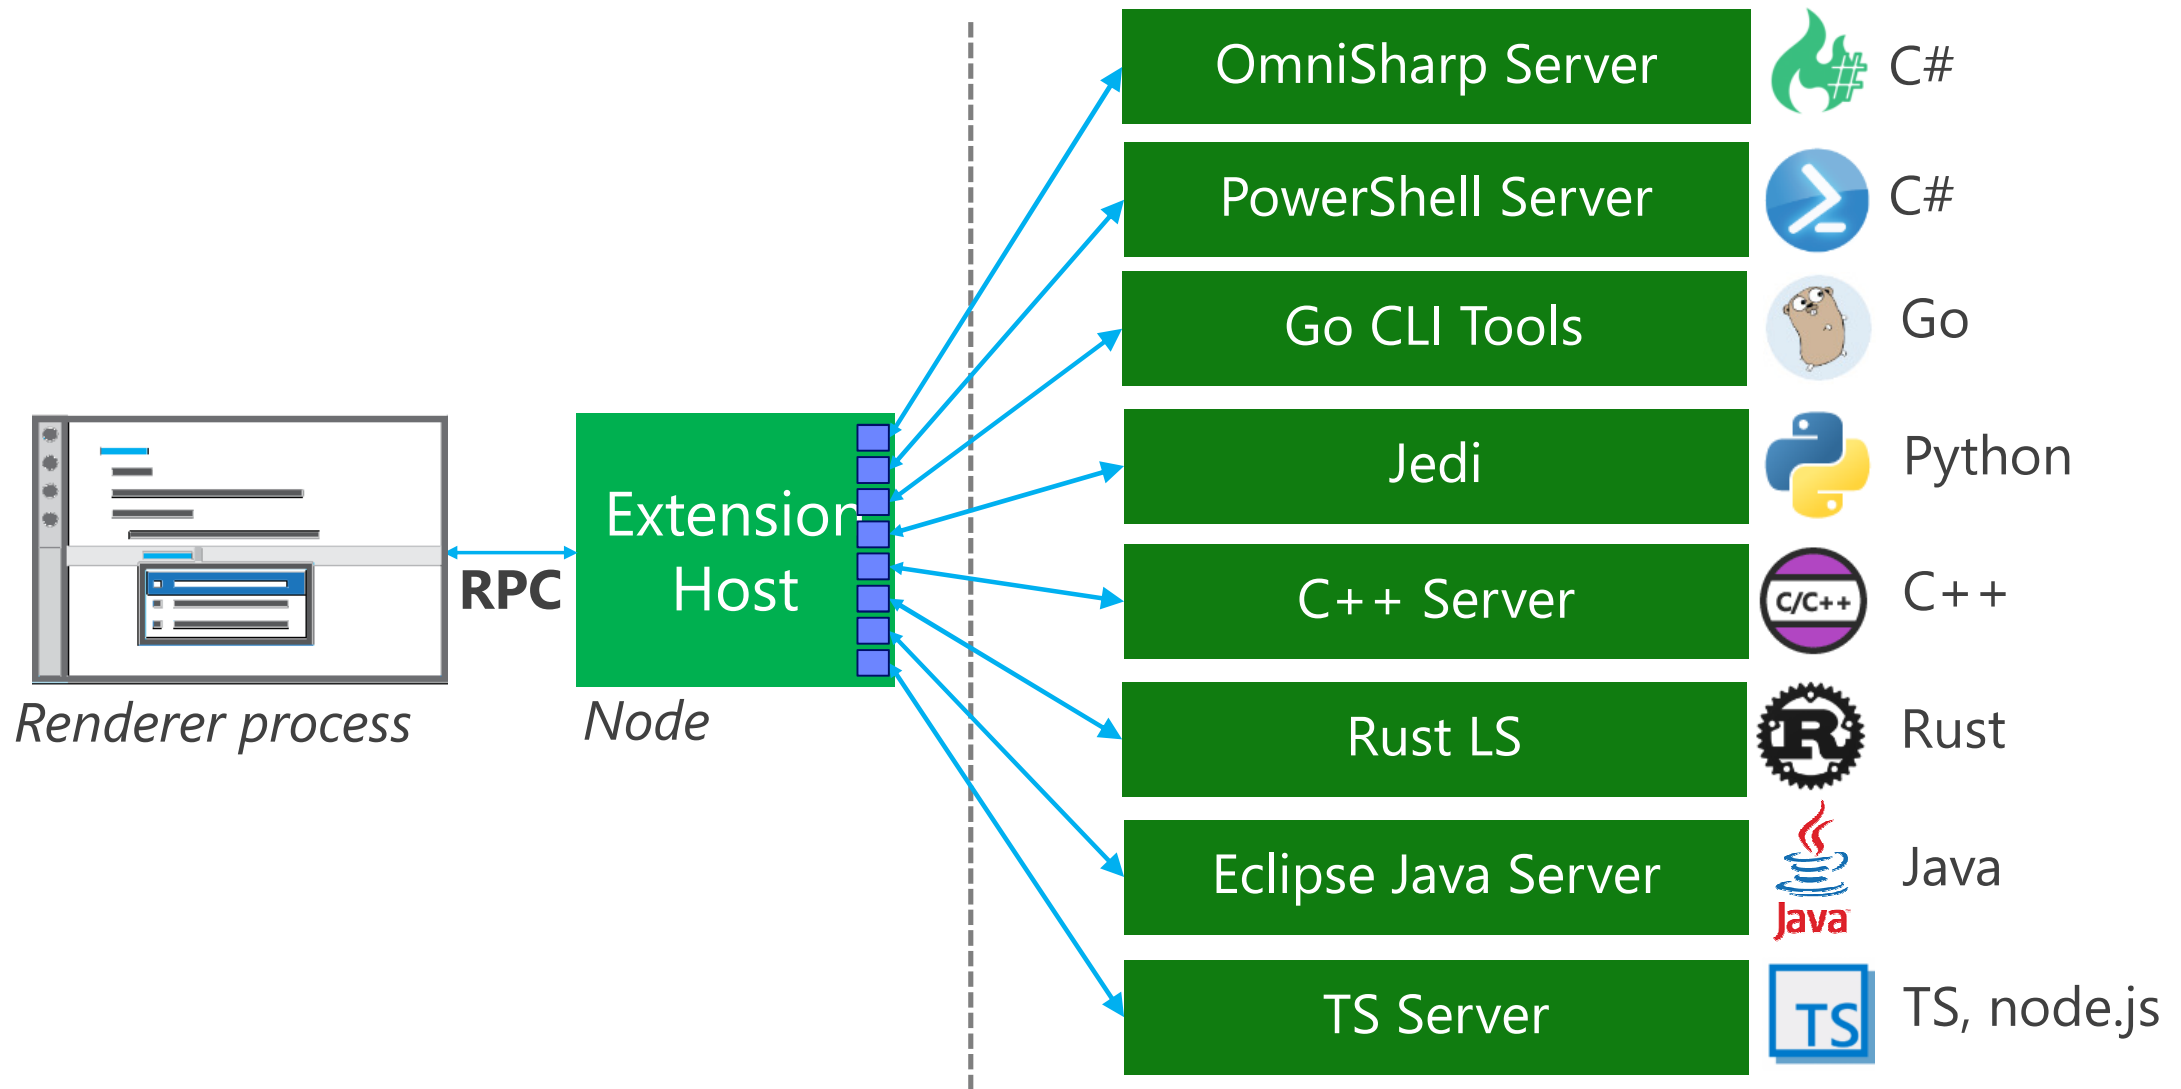 OmniSharp Server
#
C#
PowerShell Server
C#
Go CLI Tools
Go
Jedi
Python
C++ Server
C/C++
C++
Rust LS
R
Rust
Eclipse Java Server
Java
Java
TS Server
TS
TS, node.js
Extension
Host
RPC
Renderer process
Node